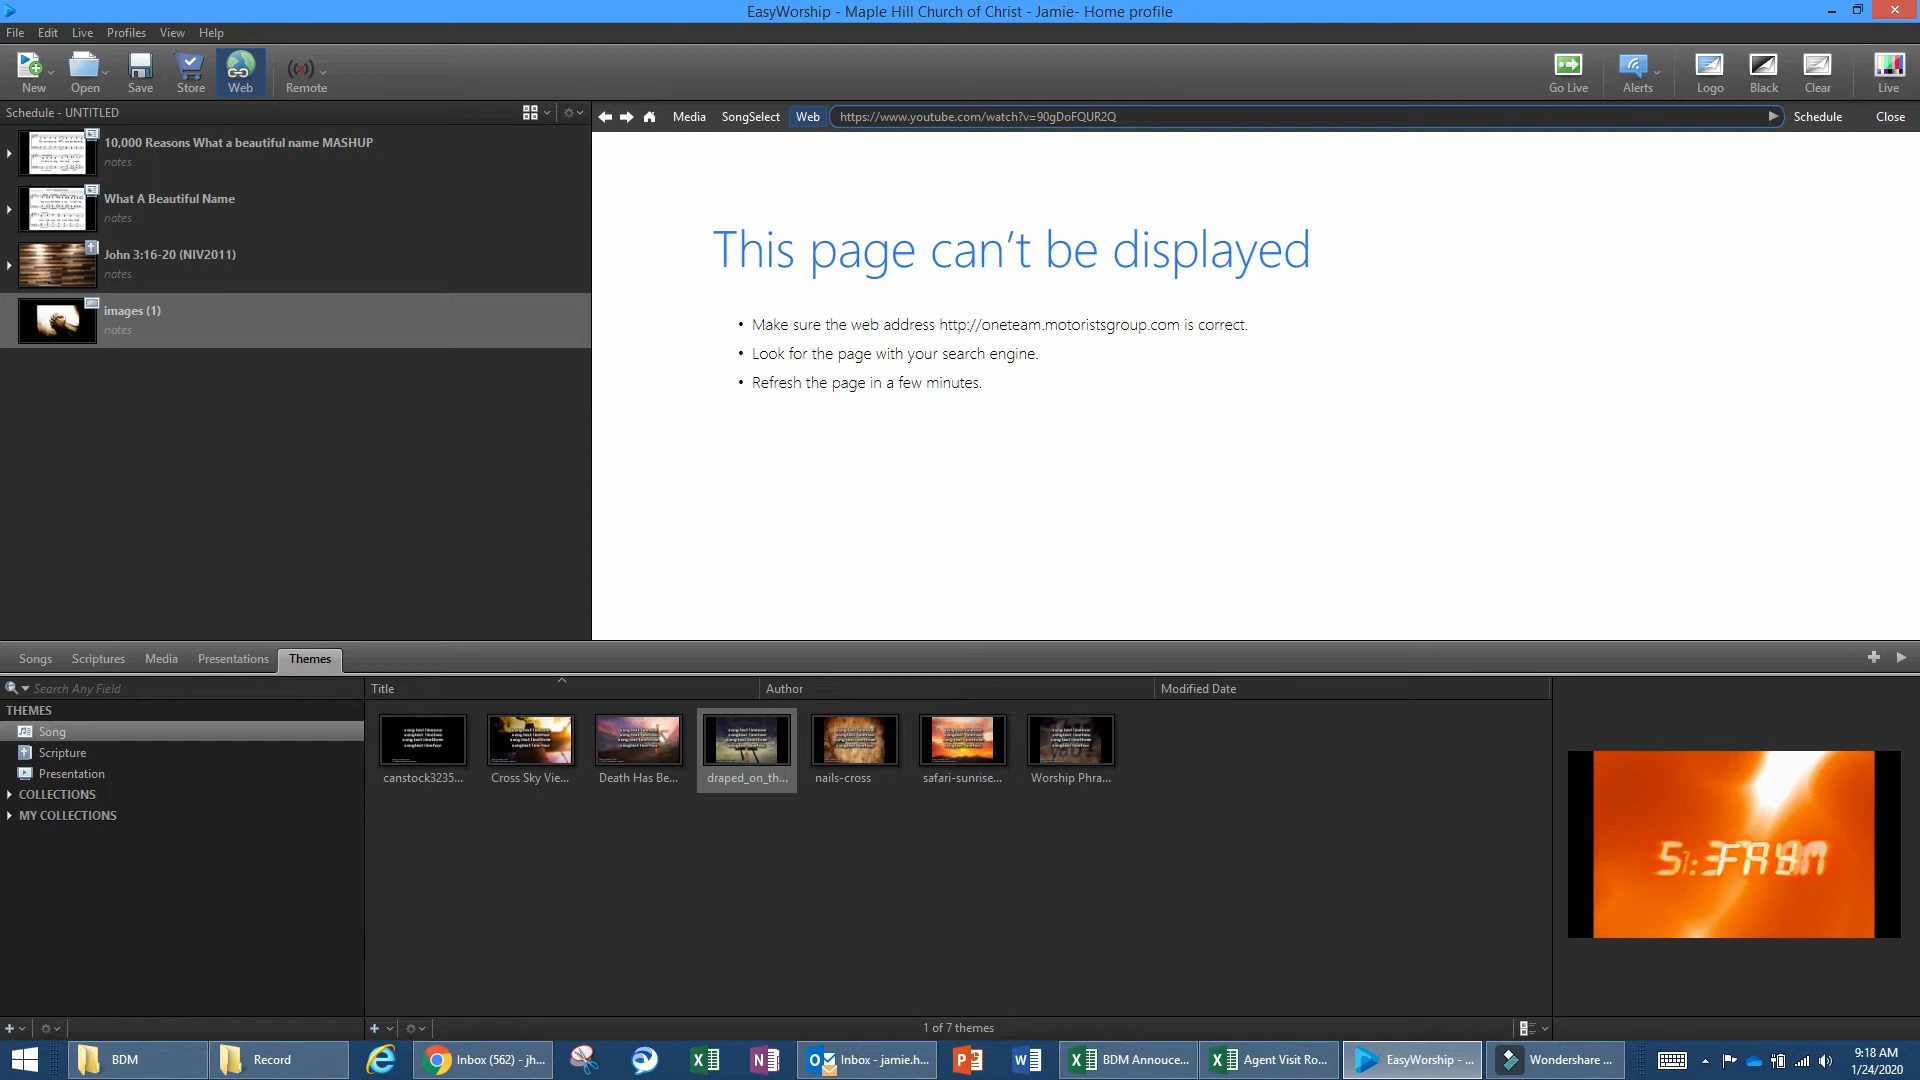 EasyWorship - Maple Hill Church of Christ - Jamie- Home profile
File Edit Live Profiles View Help
New Open Save Store Web Remote Go Live Alerts Logo Black Clear Live
Schedule - UNTITLED
Media SongSelect Web https://www.youtube.com/watch?v=90gDoFQUR2Q Schedule Close
10,000 Reasons What a beautiful name MASHUP
notes
What A Beautiful Name
notes
John 3:16-20 (NIV2011)
notes
images (1)
notes
This page can't be displayed
• Make sure the web address http://oneteam.motoristsgroup.com is correct.
• Look for the page with your search engine.
• Refresh the page in a few minutes.
Songs Scriptures Media Presentations Themes
Search Any Field
Title Author Modified Date
THEMES
Song
Scripture
Presentation
COLLECTIONS
MY COLLECTIONS
canstock3235... Cross Sky Vie... Death Has Be... draped_on_th... nails-cross safari-sunrise... Worship Phra...
1 of 7 themes
BDM Record Inbox (562) - jh... Inbox - jamie.h... BDM Annouce... Agent Visit Ro... EasyWorship - ... Wondershare ...
9:18 AM
1/24/2020